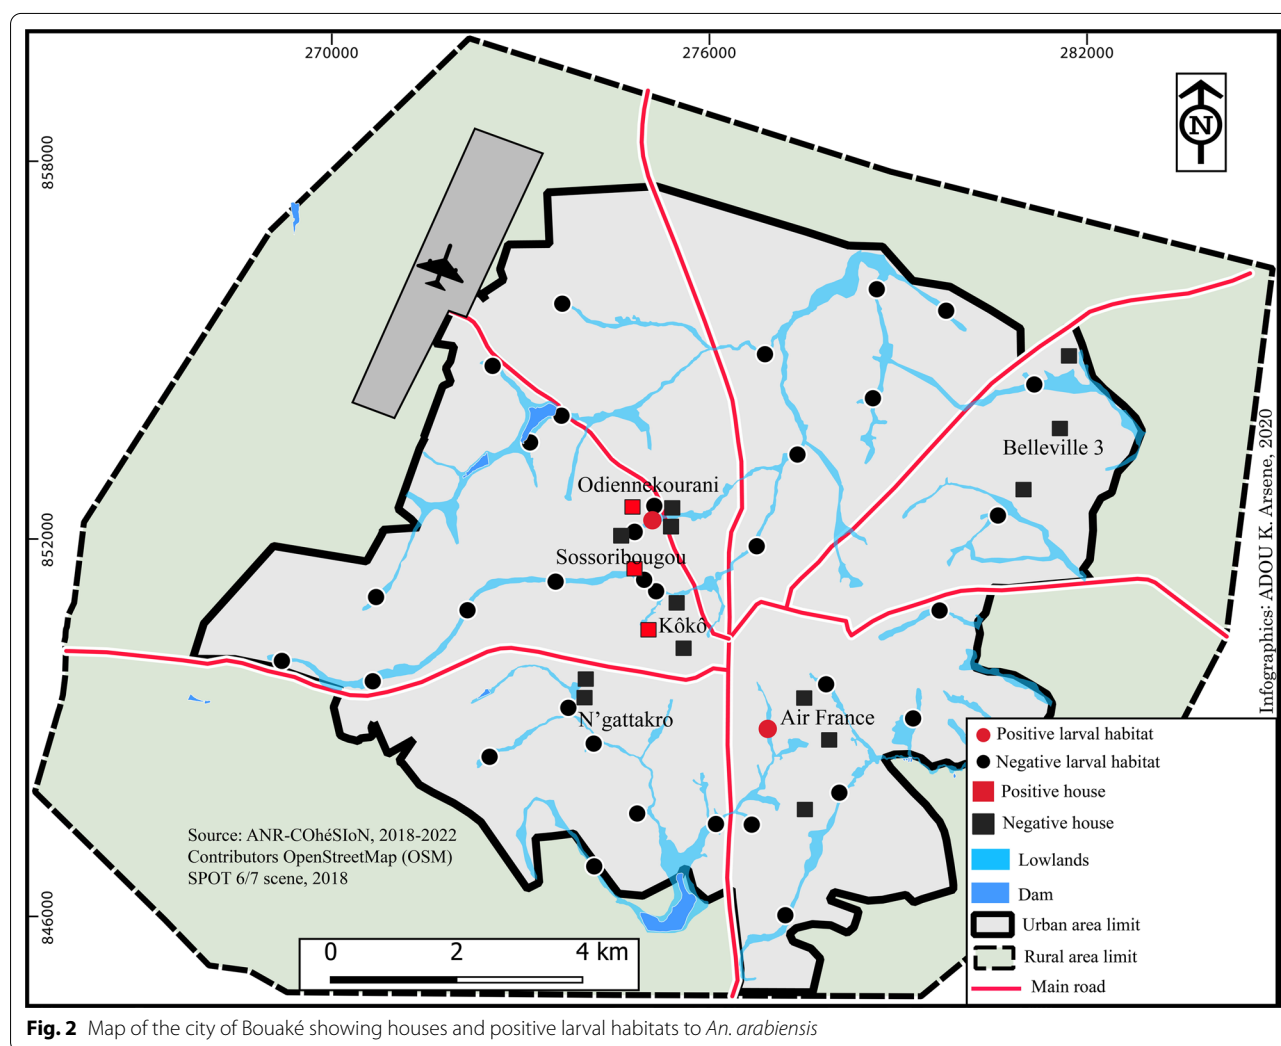 270000
276000
282000
858000
N
Belleville 3
Odiennekourani
852000
Sossoribougou
Kôkô
N'gattakro
Air France
Infographics: ADOU K. Arsene, 2020
Positive larval habitat
Negative larval habitat
Positive house
Negative house
Lowlands
Dam
Urban area limit
Rural area limit
Main road
Source: ANR-COhéSIoN, 2018-2022
Contributors OpenStreetMap (OSM)
SPOT 6/7 scene, 2018
846000
0 2 4 km
Fig. 2 Map of the city of Bouaké showing houses and positive larval habitats to An. arabiensis